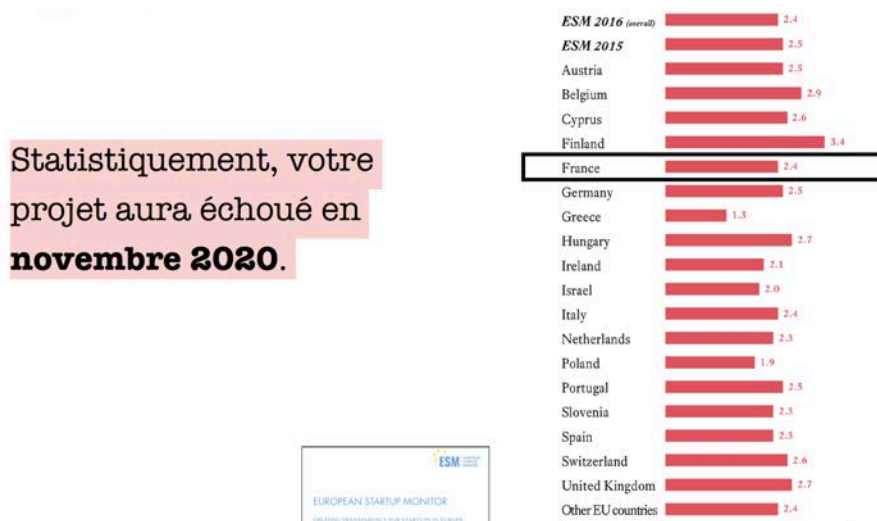 Statistiquement, votre
projet aura échoué en
novembre 2020.
ESM 2016 (overall) 2.4
ESM 2015 2.5
Austria 2.5
Belgium 2.9
Cyprus 2.6
Finland 3.4
France 2.4
Germany 2.5
Greece 1.3
Hungary 2.7
Ireland 2.1
Israel 2.0
Italy 2.4
Netherlands 2.3
Poland 1.9
Portugal 2.5
Slovenia 2.3
Spain 2.3
Switzerland 2.6
United Kingdom 2.7
Other EU countries 2.4
ESM
EUROPEAN STARTUP MONITOR